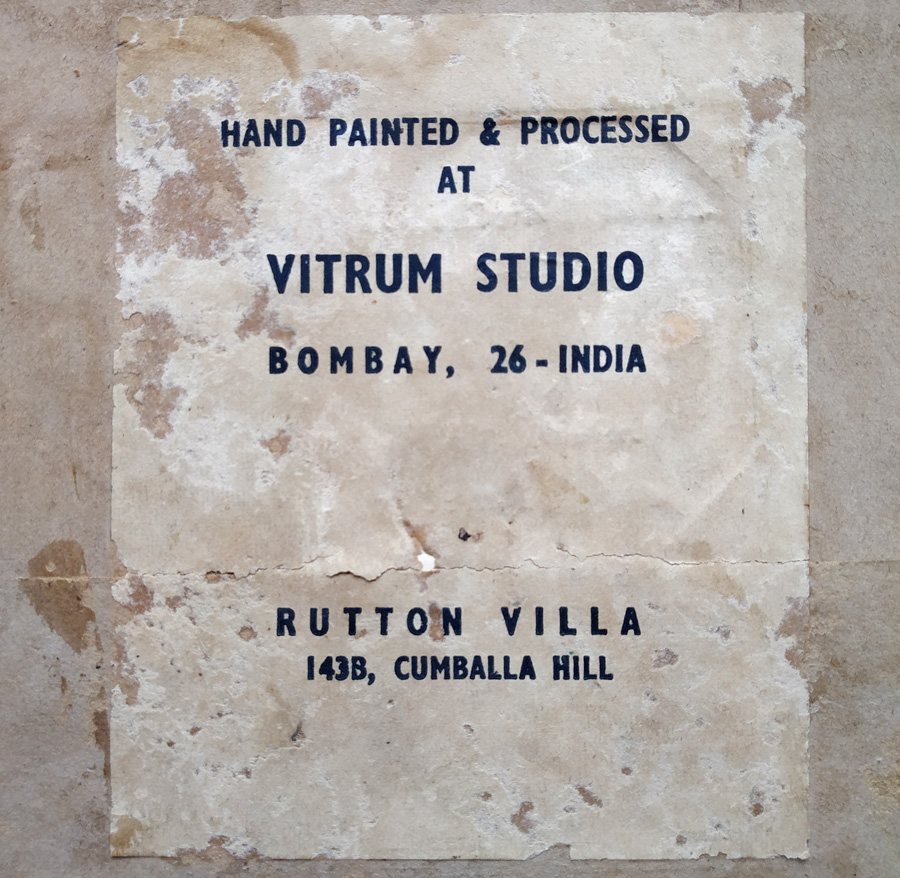 HAND PAINTED & PROCESSED
AT
VITRUM STUDIO
BOMBAY, 26 - INDIA
RUTTON VILLA
143B, CUMBALLA HILL